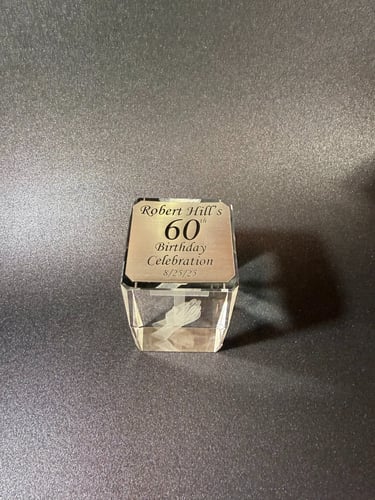 Robert Hill's
60th
Birthday
Celebration
8/25/25